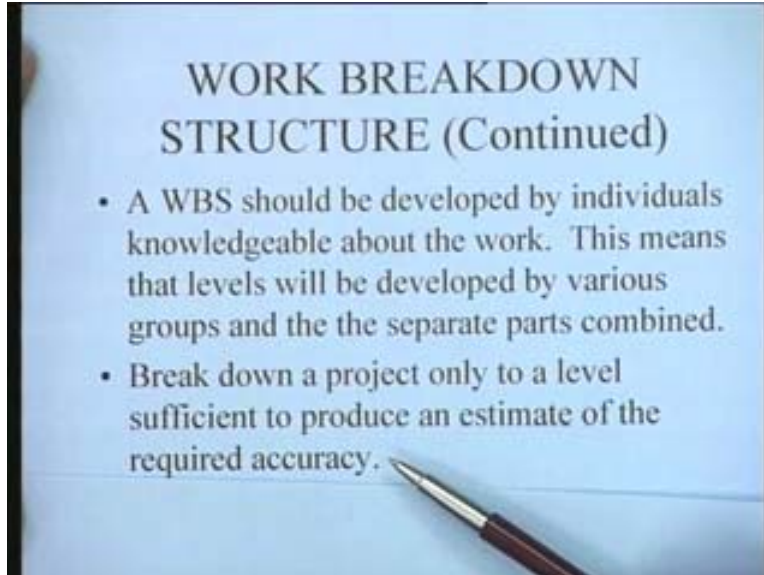 WORK BREAKDOWN
STRUCTURE (Continued)
• A WBS should be developed by individuals
knowledgeable about the work. This means
that levels will be developed by various
groups and the the separate parts combined.
• Break down a project only to a level
sufficient to produce an estimate of the
required accuracy.